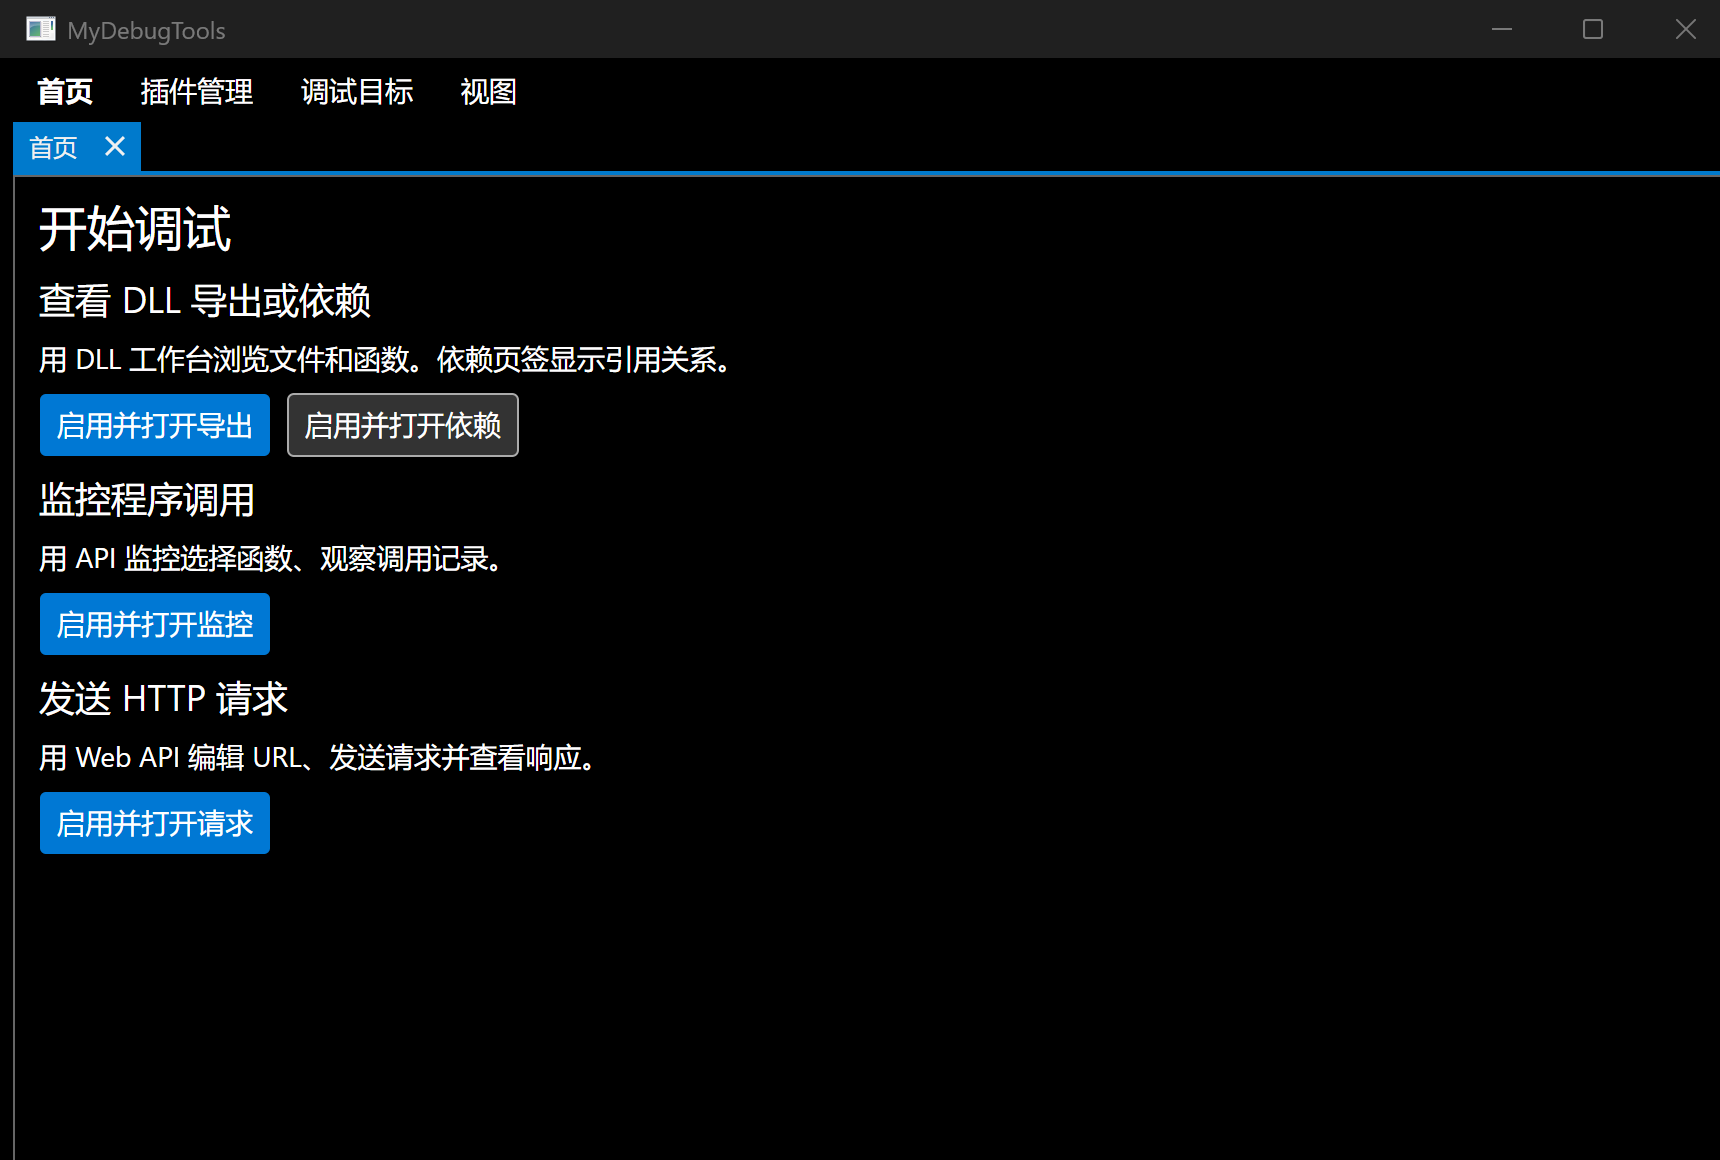 MyDebugTools
首页 插件管理 调试目标 视图
首页
开始调试
查看 DLL 导出或依赖
用 DLL 工作台浏览文件和函数。依赖页签显示引用关系。
启用并打开导出 启用并打开依赖
监控程序调用
用 API 监控选择函数、观察调用记录。
启用并打开监控
发送 HTTP 请求
用 Web API 编辑 URL、发送请求并查看响应。
启用并打开请求